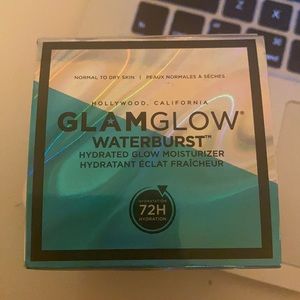 NORMAL TO DRY SKIN | PEAUX NORMALES & SÈCHES
HOLLYWOOD, CALIFORNIA
GLAMGLOW®
WATERBURST™
HYDRATED GLOW MOISTURIZER
HYDRATANT ÉCLAT FRAÎCHEUR
HYDRATATION
72H
HYDRATION